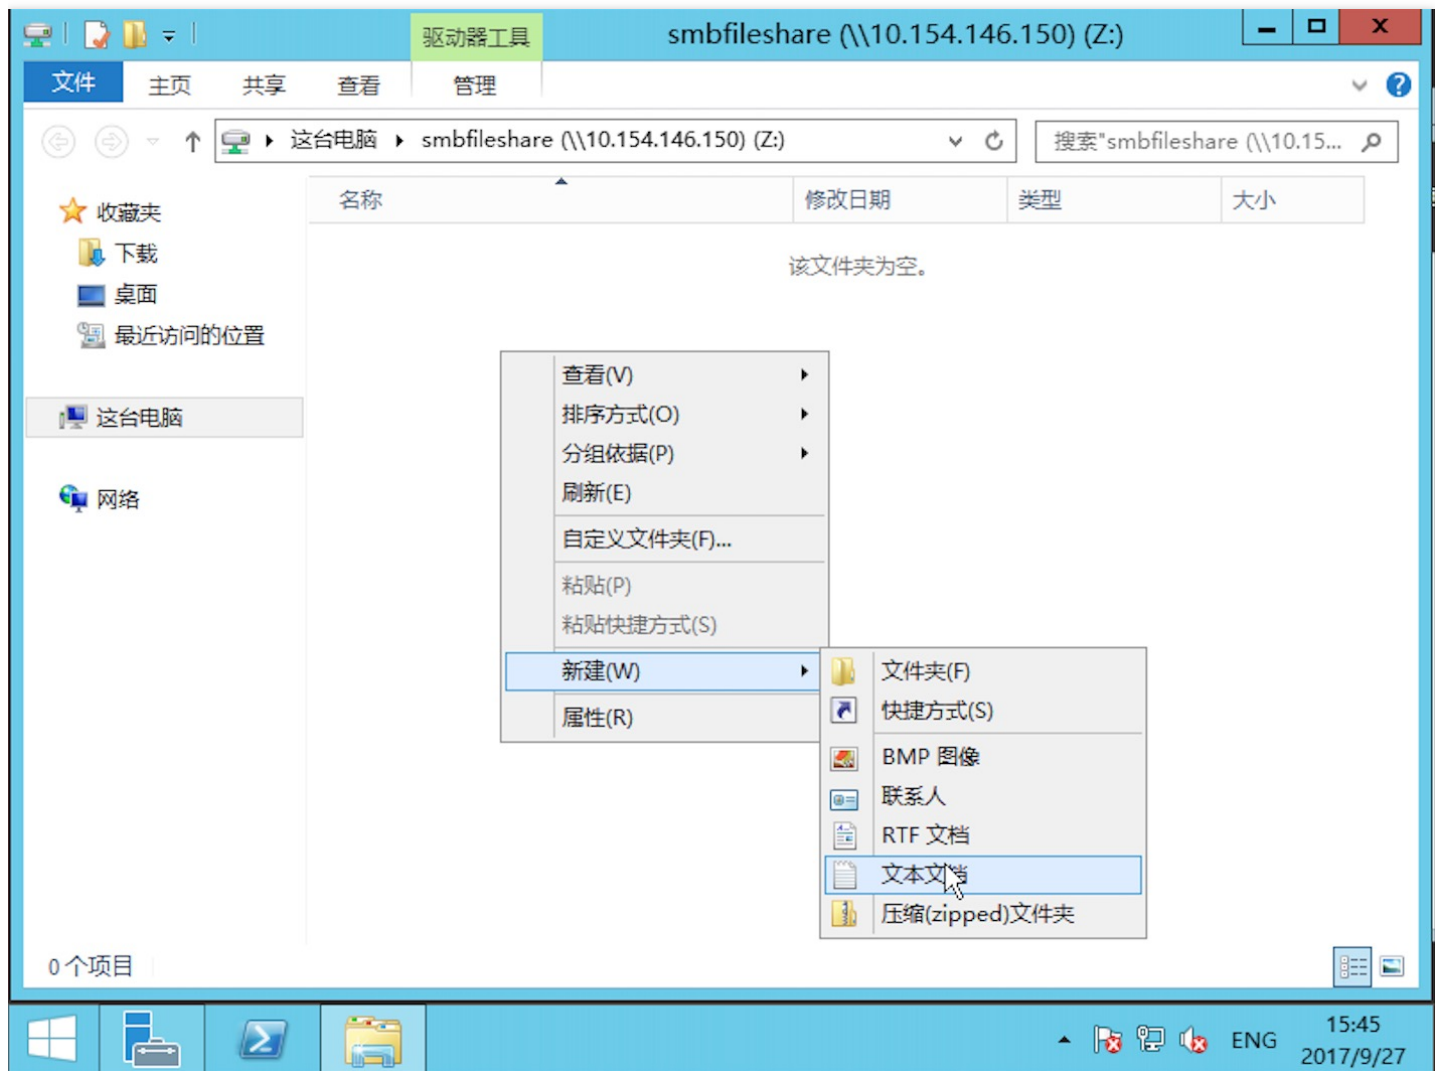 驱动器工具
smbfileshare (\\10.154.146.150) (Z:)
文件 主页 共享 查看 管理
这台电脑 smbfileshare (\\10.154.146.150) (Z:)
搜索"smbfileshare (\\10.15...
名称 修改日期 类型 大小
收藏夹
下载
桌面
最近访问的位置
这台电脑
网络
该文件夹为空。
查看(V)
排序方式(O)
分组依据(P)
刷新(E)
自定义文件夹(F)...
粘贴(P)
粘贴快捷方式(S)
新建(W)
属性(R)
文件夹(F)
快捷方式(S)
BMP 图像
联系人
RTF 文档
文本文档
压缩(zipped)文件夹
0 个项目
ENG
15:45
2017/9/27